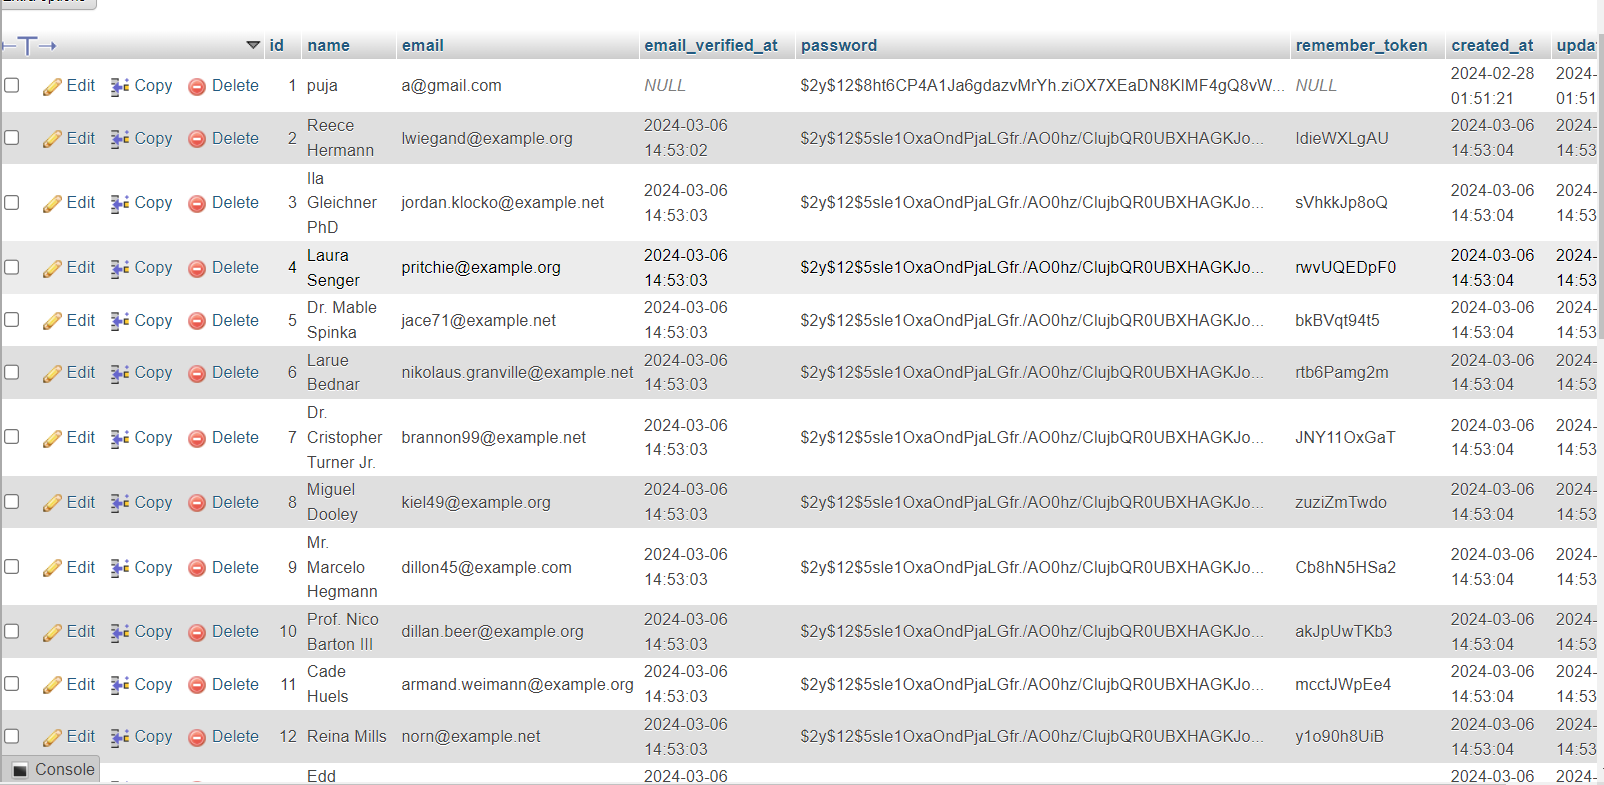 Extra options
id name email email_verified_at password remember_token created_at upda
Edit Copy Delete 1 puja a@gmail.com NULL $2y$12$8ht6CP4A1Ja6gdazvMrYh.ziOX7XEaDN8KlMF4gQ8vW... NULL 2024-02-28 01:51:21 2024- 01:51
Edit Copy Delete 2 Reece Hermann lwiegand@example.org 2024-03-06 14:53:02 $2y$12$5sle1OxaOndPjaLGfr./AO0hz/ClujbQR0UBXHAGKJo... IdieWXLgAU 2024-03-06 14:53:04 2024- 14:53
Edit Copy Delete 3 Ila Gleichner PhD jordan.klocko@example.net 2024-03-06 14:53:03 $2y$12$5sle1OxaOndPjaLGfr./AO0hz/ClujbQR0UBXHAGKJo... sVhkkJp8oQ 2024-03-06 14:53:04 2024- 14:53
Edit Copy Delete 4 Laura Senger pritchie@example.org 2024-03-06 14:53:03 $2y$12$5sle1OxaOndPjaLGfr./AO0hz/ClujbQR0UBXHAGKJo... rwvUQEDpF0 2024-03-06 14:53:04 2024- 14:53
Edit Copy Delete 5 Dr. Mable Spinka jace71@example.net 2024-03-06 14:53:03 $2y$12$5sle1OxaOndPjaLGfr./AO0hz/ClujbQR0UBXHAGKJo... bkBVqt94t5 2024-03-06 14:53:04 2024- 14:53
Edit Copy Delete 6 Larue Bednar nikolaus.granville@example.net 2024-03-06 14:53:03 $2y$12$5sle1OxaOndPjaLGfr./AO0hz/ClujbQR0UBXHAGKJo... rtb6Pamg2m 2024-03-06 14:53:04 2024- 14:53
Edit Copy Delete 7 Dr. Cristopher Turner Jr. brannon99@example.net 2024-03-06 14:53:03 $2y$12$5sle1OxaOndPjaLGfr./AO0hz/ClujbQR0UBXHAGKJo... JNY11OxGaT 2024-03-06 14:53:04 2024- 14:53
Edit Copy Delete 8 Miguel Dooley kiel49@example.org 2024-03-06 14:53:03 $2y$12$5sle1OxaOndPjaLGfr./AO0hz/ClujbQR0UBXHAGKJo... zuziZmTwdo 2024-03-06 14:53:04 2024- 14:53
Edit Copy Delete 9 Mr. Marcelo Hegmann dillon45@example.com 2024-03-06 14:53:03 $2y$12$5sle1OxaOndPjaLGfr./AO0hz/ClujbQR0UBXHAGKJo... Cb8hN5HSa2 2024-03-06 14:53:04 2024- 14:53
Edit Copy Delete 10 Prof. Nico Barton III dillan.beer@example.org 2024-03-06 14:53:03 $2y$12$5sle1OxaOndPjaLGfr./AO0hz/ClujbQR0UBXHAGKJo... akJpUwTKb3 2024-03-06 14:53:04 2024- 14:53
Edit Copy Delete 11 Cade Huels armand.weimann@example.org 2024-03-06 14:53:03 $2y$12$5sle1OxaOndPjaLGfr./AO0hz/ClujbQR0UBXHAGKJo... mcctJWpEe4 2024-03-06 14:53:04 2024- 14:53
Edit Copy Delete 12 Reina Mills norn@example.net 2024-03-06 14:53:03 $2y$12$5sle1OxaOndPjaLGfr./AO0hz/ClujbQR0UBXHAGKJo... y1o90h8UiB 2024-03-06 14:53:04 2024- 14:53
Console Edd 2024-03-06 2024-03-06 2024-